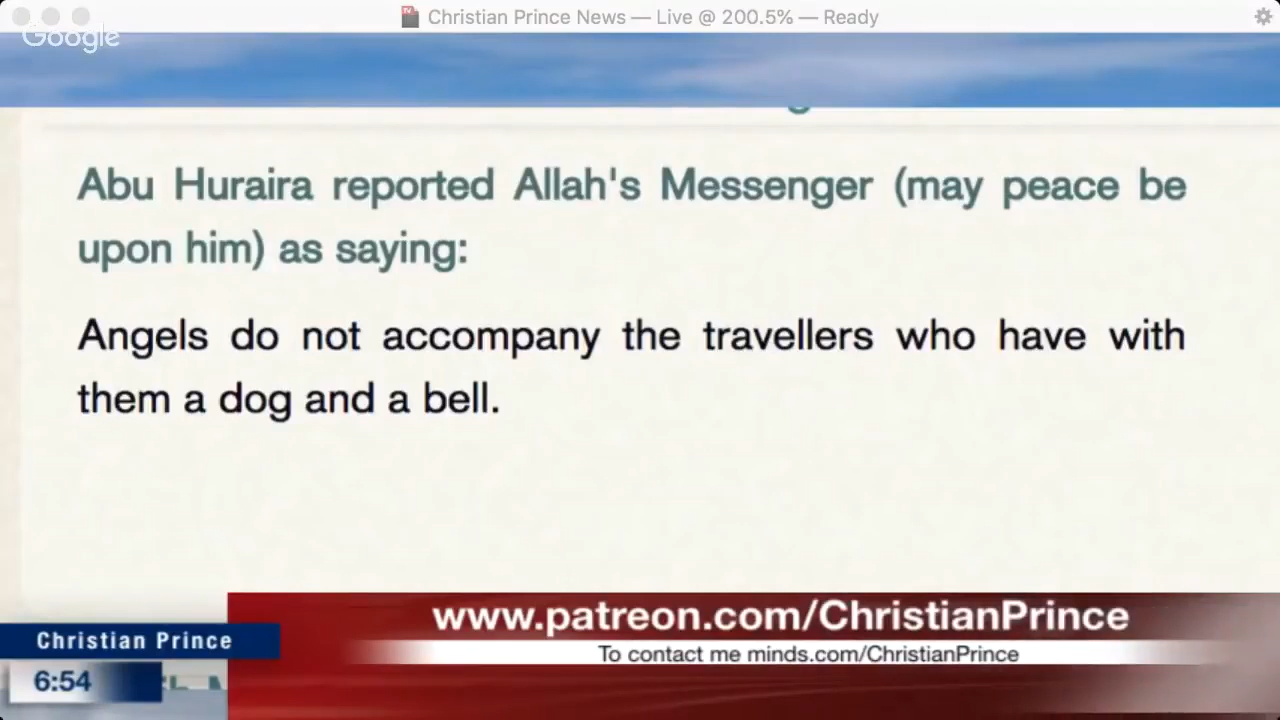 Christian Prince News — Live @ 200.5% — Ready
Google
Abu Huraira reported Allah's Messenger (may peace be
upon him) as saying:
Angels do not accompany the travellers who have with
them a dog and a bell.
www.patreon.com/ChristianPrince
Christian Prince
To contact me minds.com/ChristianPrince
6:54